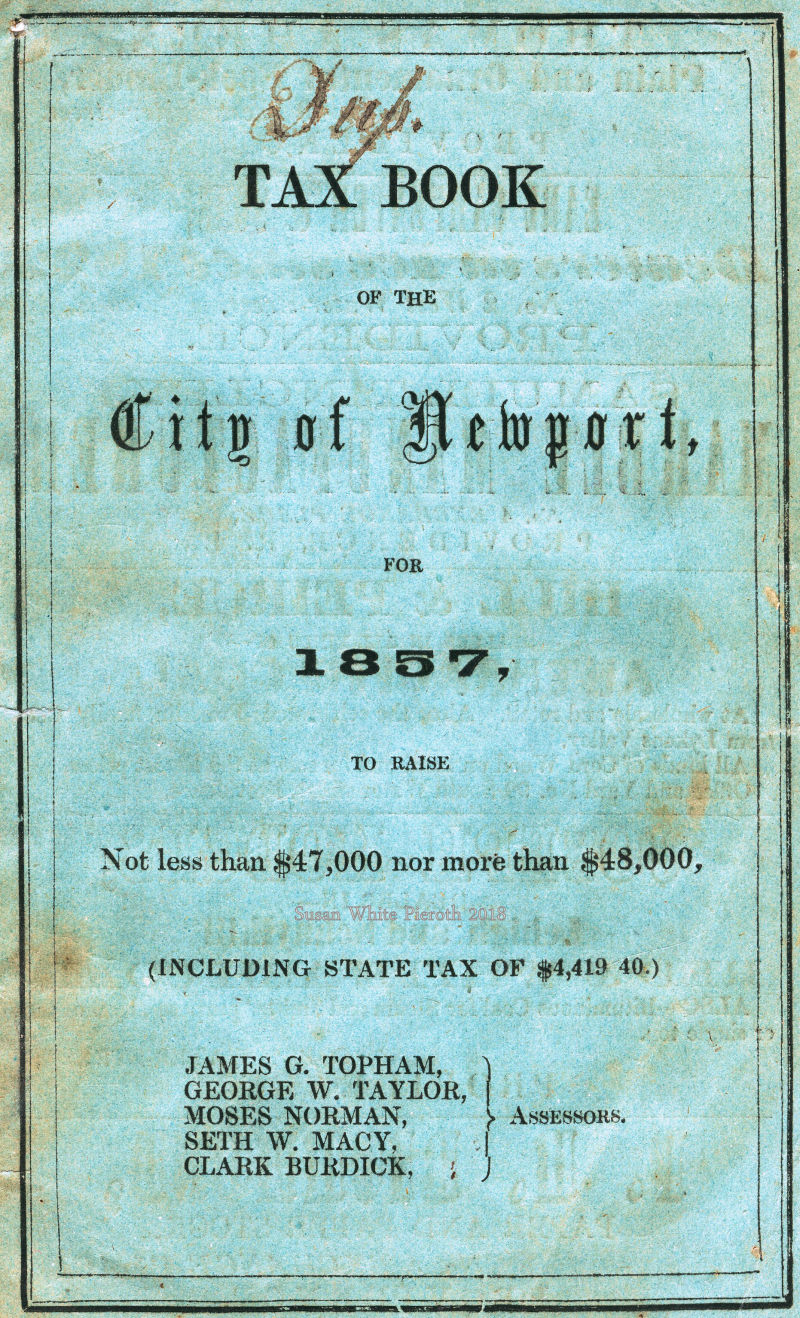 Dup.
TAX BOOK
OF THE
City of Newport,
FOR
1857,
TO RAISE
Not less than $47,000 nor more than $48,000,
Susan White Pieroth 2018
(INCLUDING STATE TAX OF $4,419 40.)
JAMES G. TOPHAM,
GEORGE W. TAYLOR,
MOSES NORMAN,
SETH W. MACY,
CLARK BURDICK,
ASSESSORS.